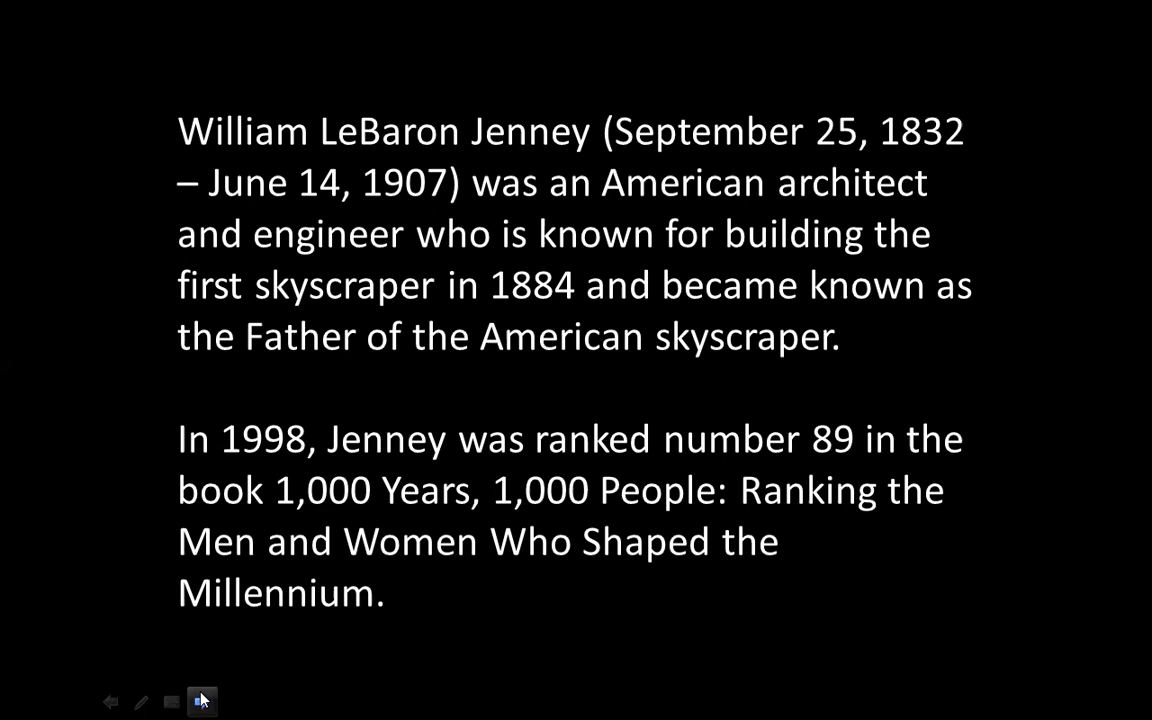 William LeBaron Jenney (September 25, 1832
– June 14, 1907) was an American architect
and engineer who is known for building the
first skyscraper in 1884 and became known as
the Father of the American skyscraper.
In 1998, Jenney was ranked number 89 in the
book 1,000 Years, 1,000 People: Ranking the
Men and Women Who Shaped the
Millennium.